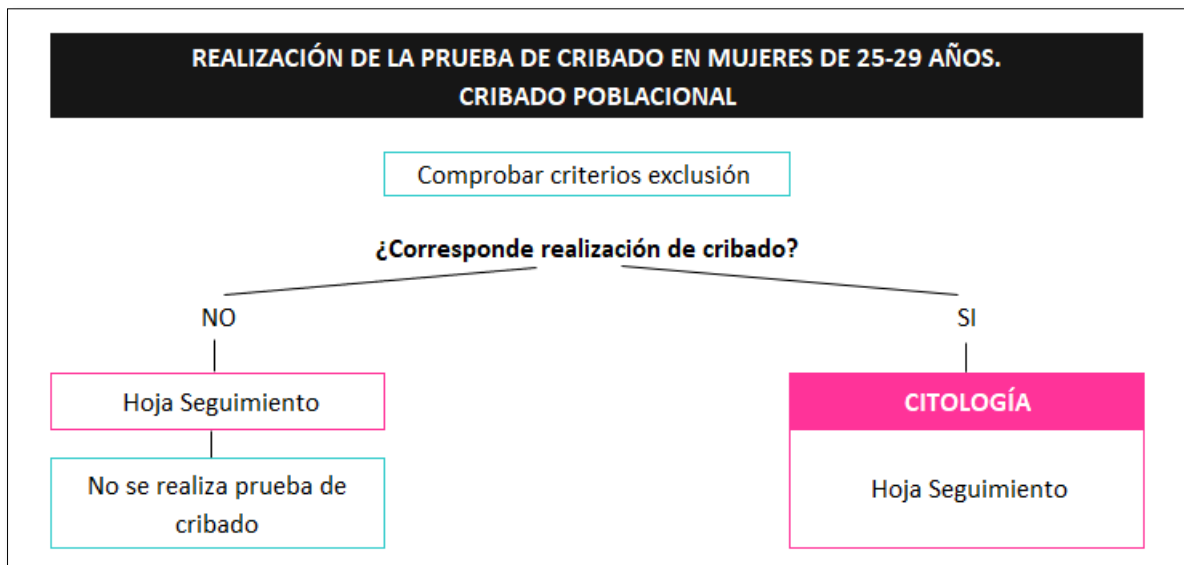 REALIZACIÓN DE LA PRUEBA DE CRIBADO EN MUJERES DE 25-29 AÑOS.
CRIBADO POBLACIONAL
Comprobar criterios exclusión
¿Corresponde realización de cribado?
NO
SI
Hoja Seguimiento
CITOLOGÍA
No se realiza prueba de
cribado
Hoja Seguimiento